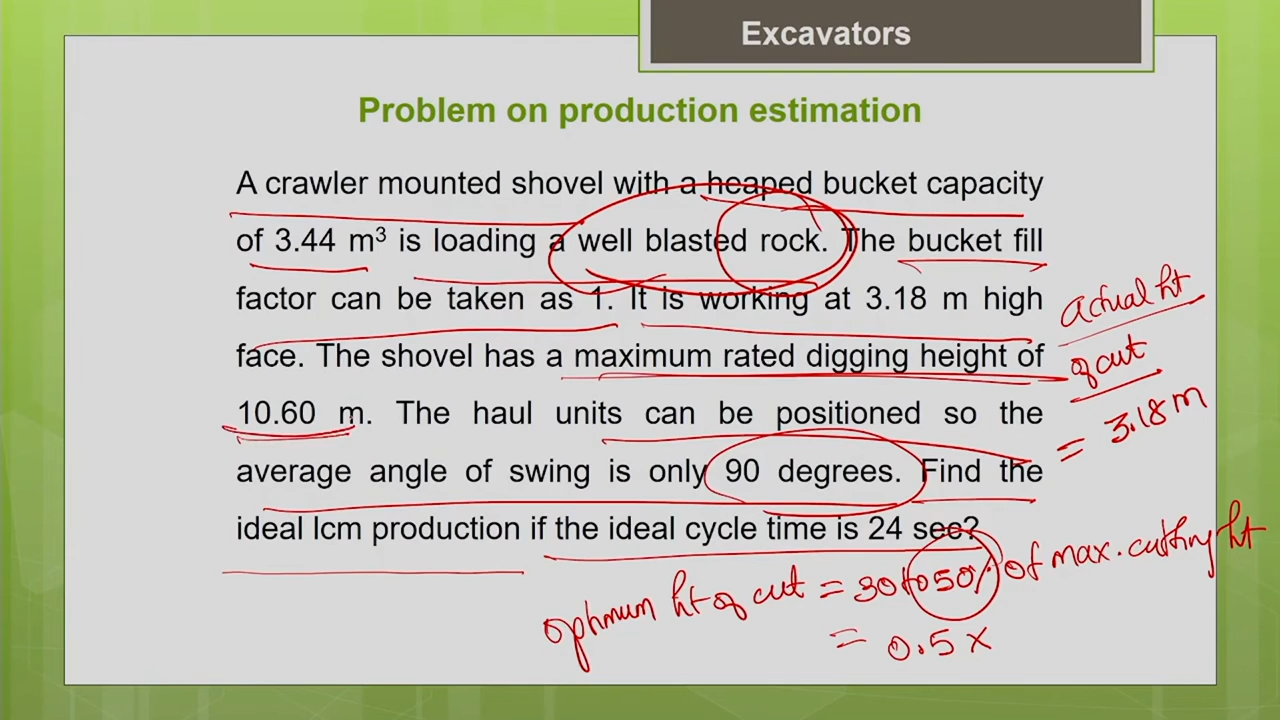 Excavators
Problem on production estimation
A crawler mounted shovel with a heaped bucket capacity
of 3.44 m³ is loading a well blasted rock. The bucket fill
factor can be taken as 1. It is working at 3.18 m high
face. The shovel has a maximum rated digging height of
10.60 m. The haul units can be positioned so the
average angle of swing is only 90 degrees. Find the
ideal lcm production if the ideal cycle time is 24 sec?
actual ht
of cut
= 3.18 m
optimum ht of cut = 30 to 50% of max. cutting ht
= 0.5 x